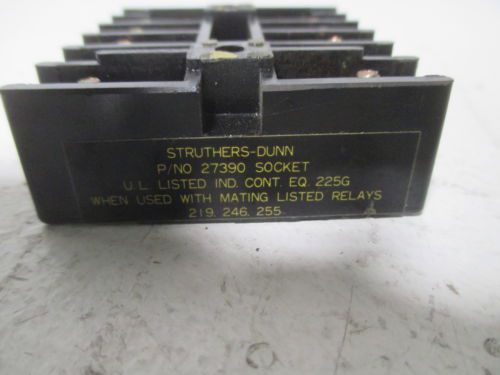 STRUTHERS-DUNN
P/NO 27390 SOCKET
U.L. LISTED IND. CONT. EQ. 225G
WHEN USED WITH MATING LISTED RELAYS
219. 246. 255.